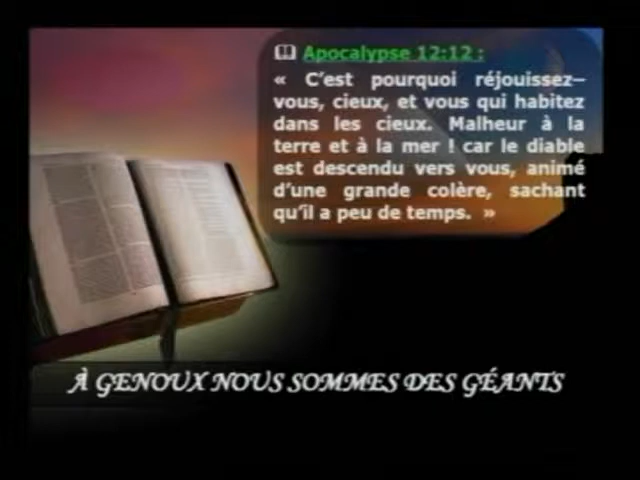 Apocalypse 12:12 :
« C'est pourquoi réjouissez–
vous, cieux, et vous qui habitez
dans les cieux. Malheur à la
terre et à la mer ! car le diable
est descendu vers vous, animé
d'une grande colère, sachant
qu'il a peu de temps. »
À GENOUX NOUS SOMMES DES GÉANTS